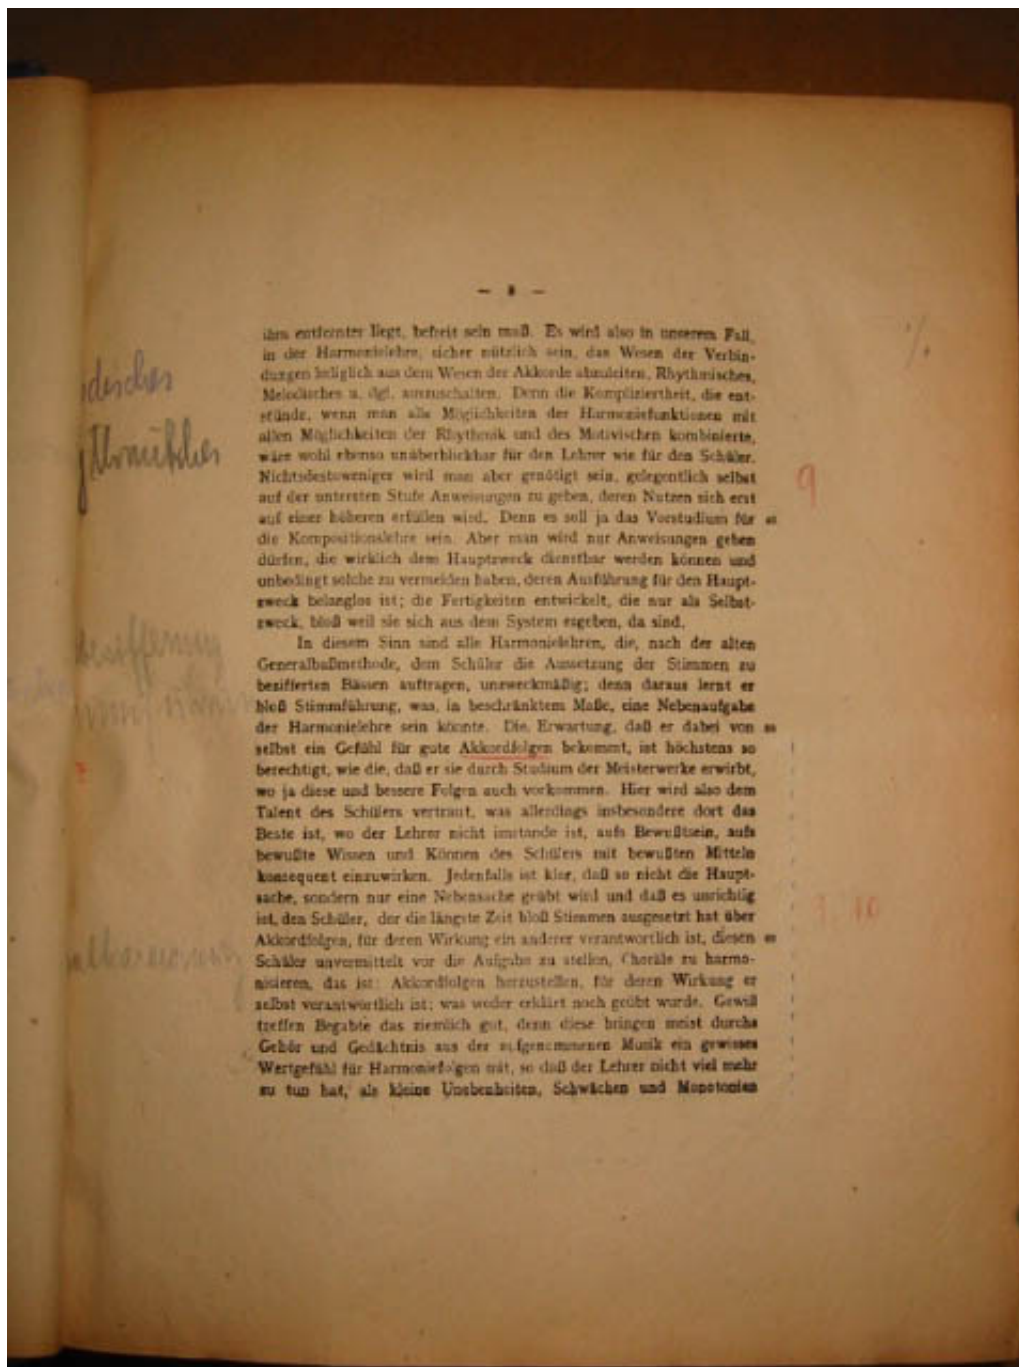 — 8 —
ihm entfernter liegt, befreit sein muß. Es wird also in unserem Fall,
in der Harmonielehre, sicher nützlich sein, das Wesen der Verbin-
dungen lediglich aus dem Wesen der Akkorde abzuleiten, Rhythmisches,
Melodisches u. dgl. auszuschalten. Denn die Kompliziertheit, die ent-
stünde, wenn man alle Möglichkeiten der Harmoniefunktionen mit
allen Möglichkeiten der Rhythmik und des Motivischen kombinierte,
wäre wohl ebenso unüberblickbar für den Lehrer wie für den Schüler.
Nichtsdestoweniger wird man aber genötigt sein, gelegentlich selbst
auf der untersten Stufe Anweisungen zu geben, deren Nutzen sich erst
auf einer höheren erfüllen wird. Denn es soll ja das Vorstudium für
die Kompositionslehre sein. Aber man wird nur Anweisungen geben
dürfen, die wirklich dem Hauptzweck dienstbar werden können und
unbedingt solche zu vermeiden haben, deren Ausführung für den Haupt-
zweck belanglos ist; die Fertigkeiten entwickelt, die nur als Selbst-
zweck, bloß weil sie sich aus dem System ergeben, da sind.
In diesem Sinn sind alle Harmonielehren, die, nach der alten
Generalbaßmethode, dem Schüler die Aussetzung der Stimmen zu
bezifferten Bässen auftragen, unzweckmäßig; denn daraus lernt er
bloß Stimmführung, was, in beschränktem Maße, eine Nebenaufgabe
der Harmonielehre sein könnte. Die Erwartung, daß er dabei von
selbst ein Gefühl für gute Akkordfolgen bekommt, ist höchstens so
berechtigt, wie die, daß er sie durch Studium der Meisterwerke erwirbt,
wo ja diese und bessere Folgen auch vorkommen. Hier wird also dem
Talent des Schülers vertraut, was allerdings insbesondere dort das
Beste ist, wo der Lehrer nicht imstande ist, aufs Bewußtsein, aufs
bewußte Wissen und Können des Schülers mit bewußten Mitteln
konsequent einzuwirken. Jedenfalls ist klar, daß so nicht die Haupt-
sache, sondern nur eine Nebensache geübt wird und daß es unrichtig
ist, den Schüler, der die längste Zeit bloß Stimmen ausgesetzt hat über
Akkordfolgen, für deren Wirkung ein anderer verantwortlich ist, diesen
Schüler unvermittelt vor die Aufgabe zu stellen, Choräle zu harmo-
nisieren, das ist: Akkordfolgen herzustellen, für deren Wirkung er
selbst verantwortlich ist; was weder erklärt noch geübt wurde. Gewiß
treffen Begabte das ziemlich gut, denn diese bringen meist durchs
Gehör und Gedächtnis aus der aufgenommenen Musik ein gewisses
Wertgefühl für Harmoniefolgen mit, so daß der Lehrer nicht viel mehr
zu tun hat, als kleine Unebenheiten, Schwächen und Monotonien
odisches
9